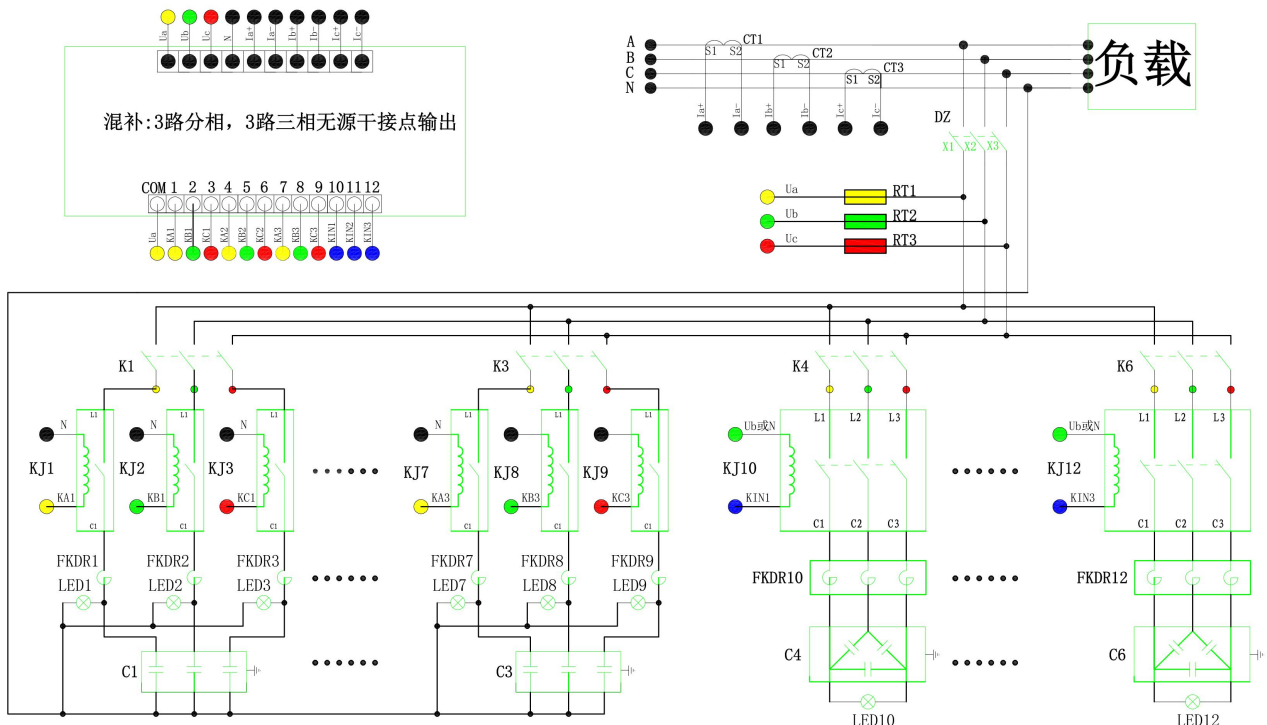 Ua Ub Uc N Ia+ Ia- Ib+ Ib- Ic+ Ic-
混补:3路分相，3路三相无源干接点输出
COM 1 2 3 4 5 6 7 8 9 10 11 12
Ua KA1 KB1 KC1 KA2 KB2 KC2 KA3 KB3 KC3 KIN1 KIN2 KIN3
A
B
C
N
S1 S2 CT1
S1 S2 CT2
S1 S2 CT3
Ia+ Ia- Ib+ Ib- Ic+ Ic-
负载
DZ
X1 X2 X3
Ua RT1
Ub RT2
Uc RT3
K1 K3 K4 K6
L1 L1 L1 L1 L1 L1 L1 L2 L3 L1 L2 L3
N N N N N N Ub或N Ub或N
KJ1 KJ2 KJ3 KJ7 KJ8 KJ9 KJ10 KJ12
KA1 KB1 KC1 KA3 KB3 KC3 KIN1 KIN3
C1 C1 C1 C1 C1 C1 C1 C2 C3 C1 C2 C3
FKDR1 FKDR2 FKDR3 FKDR7 FKDR8 FKDR9 FKDR10 FKDR12
LED1 LED2 LED3 LED7 LED8 LED9
C1 C3 C4 C6
LED10 LED12